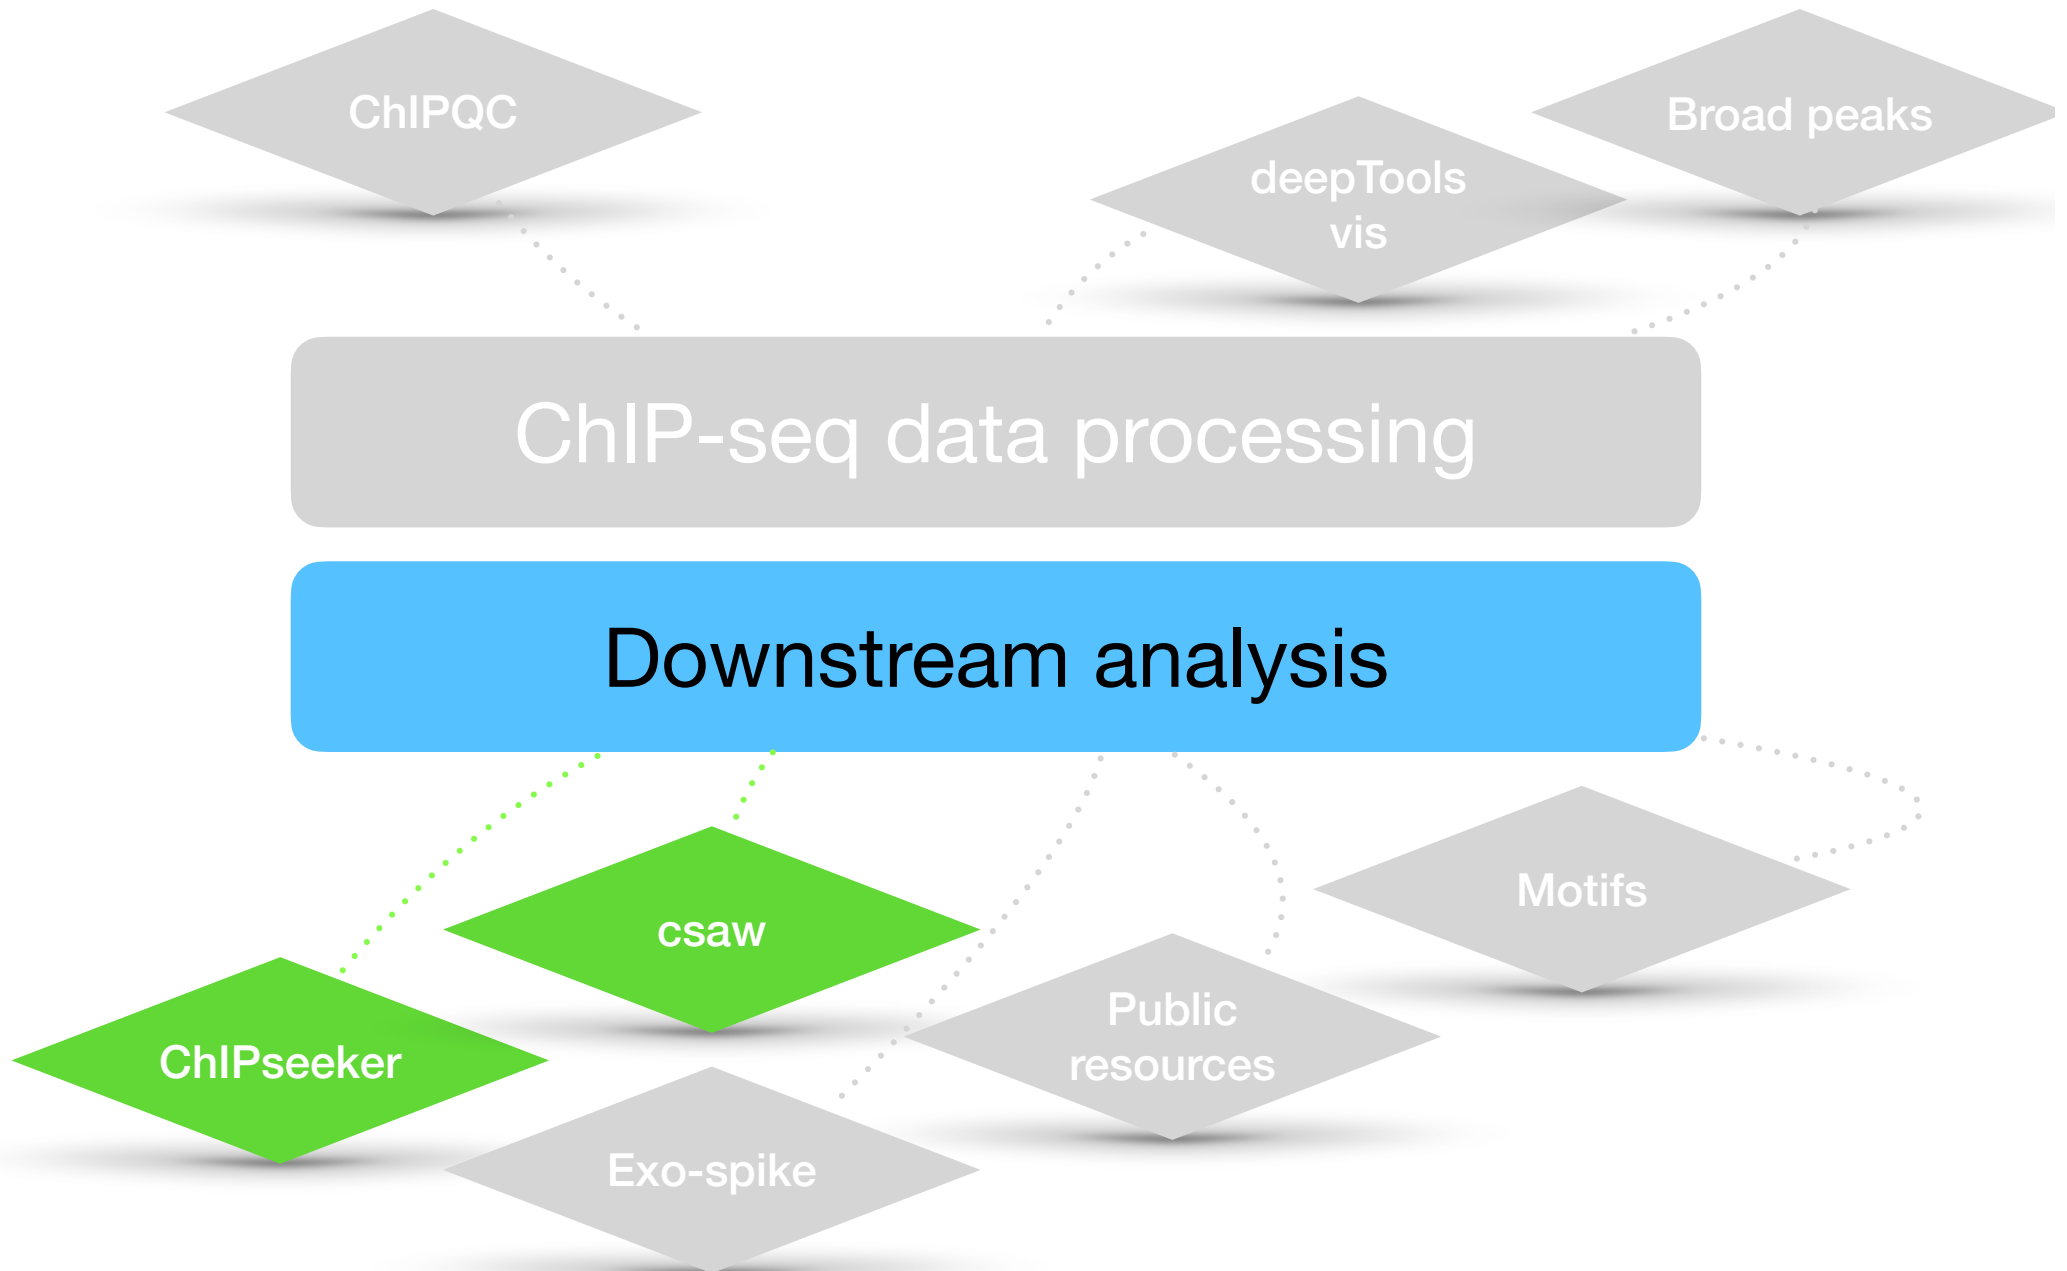 ChIPQC
Broad peaks
deepTools
vis
ChIP-seq data processing
Downstream analysis
Motifs
csaw
Public
resources
ChIPseeker
Exo-spike